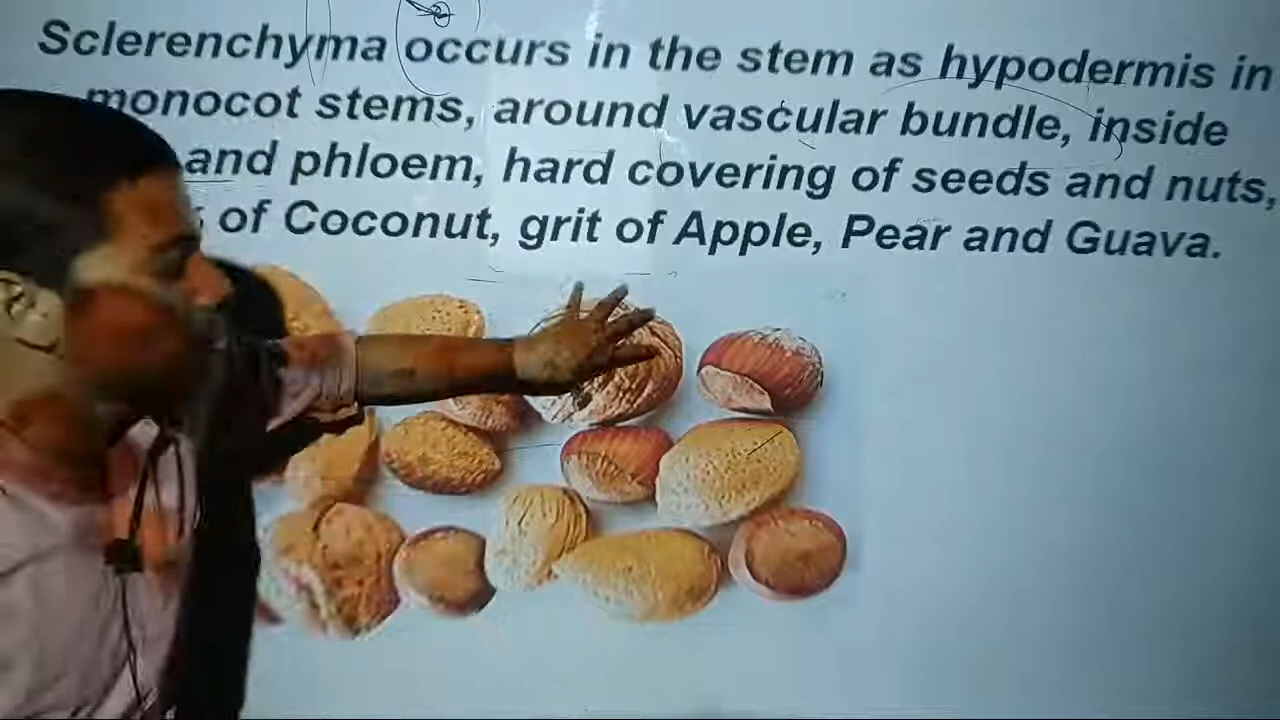 Sclerenchyma occurs in the stem as hypodermis in
monocot stems, around vascular bundle, inside
and phloem, hard covering of seeds and nuts,
of Coconut, grit of Apple, Pear and Guava.